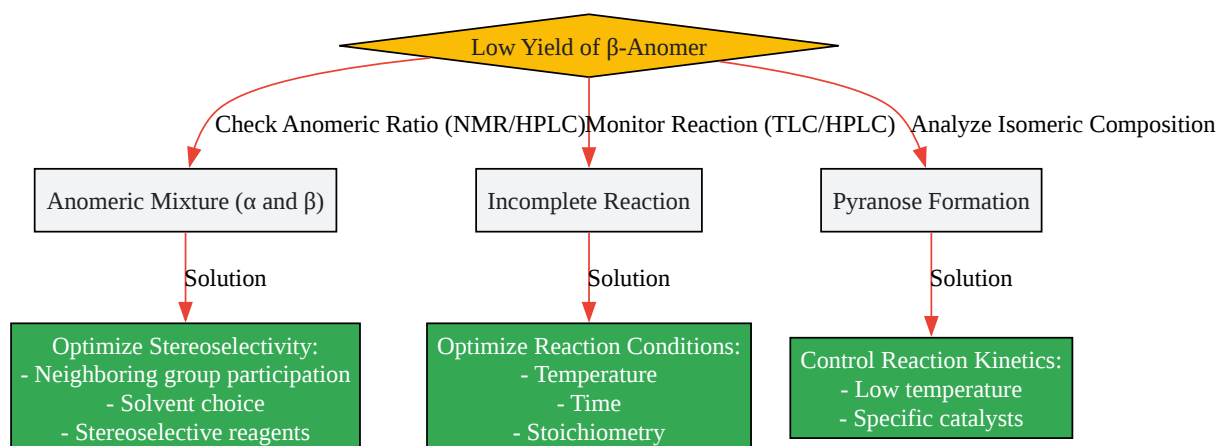 Low Yield of β-Anomer
Check Anomeric Ratio (NMR/HPLC)
Monitor Reaction (TLC/HPLC)
Analyze Isomeric Composition
Anomeric Mixture (α and β)
Incomplete Reaction
Pyranose Formation
Solution
Solution
Solution
Optimize Stereoselectivity:
- Neighboring group participation
- Solvent choice
- Stereoselective reagents
Optimize Reaction Conditions:
- Temperature
- Time
- Stoichiometry
Control Reaction Kinetics:
- Low temperature
- Specific catalysts